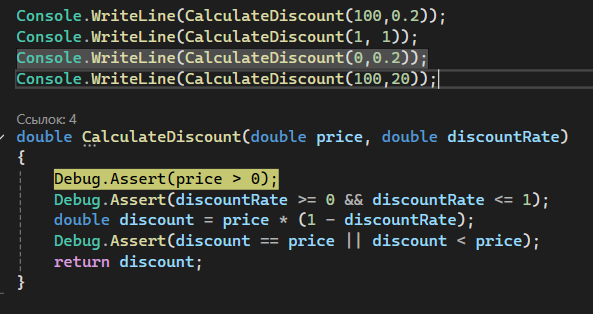 Console.WriteLine(CalculateDiscount(100,0.2));
Console.WriteLine(CalculateDiscount(1, 1));
Console.WriteLine(CalculateDiscount(0,0.2));
Console.WriteLine(CalculateDiscount(100,20));
Ссылок: 4
double CalculateDiscount(double price, double discountRate)
{
Debug.Assert(price > 0);
Debug.Assert(discountRate >= 0 && discountRate <= 1);
double discount = price * (1 - discountRate);
Debug.Assert(discount == price || discount < price);
return discount;
}